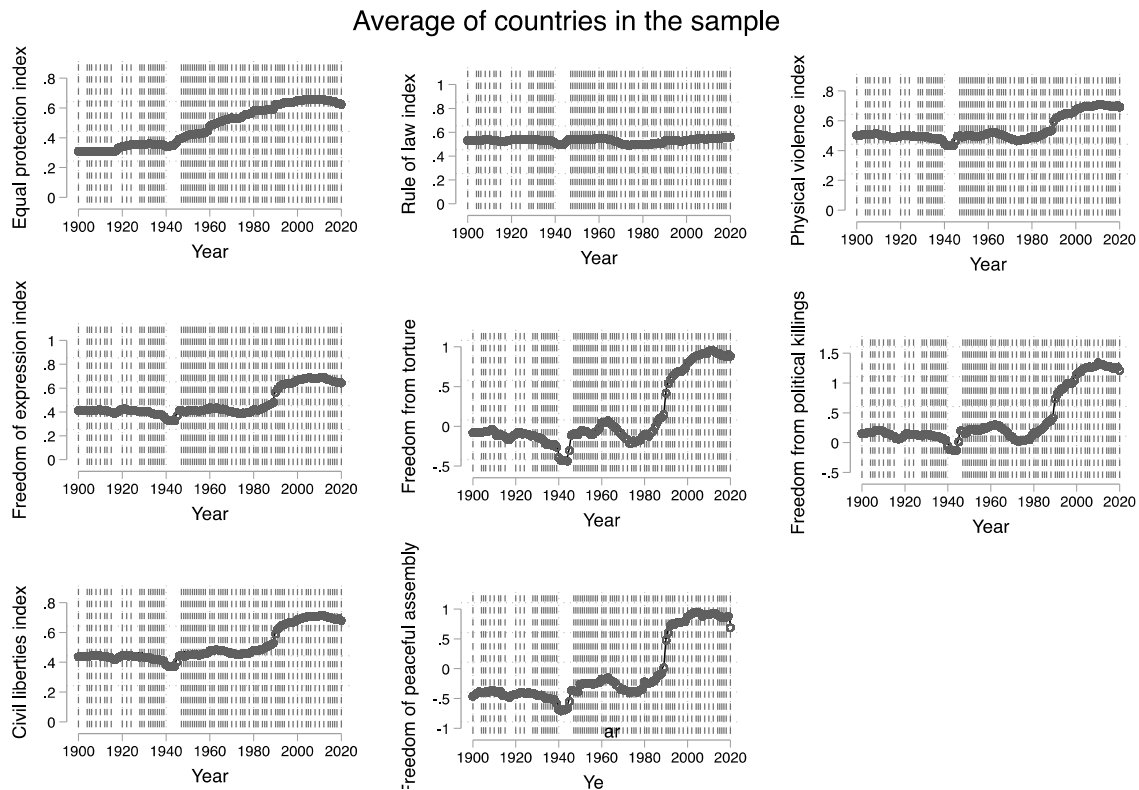 Average of countries in the sample
Equal protection index
.8
.6
.4
.2
0
1900 1920 1940 1960 1980 2000 2020
Year
Rule of law index
1
.8
.6
.4
.2
0
1900 1920 1940 1960 1980 2000 2020
Year
Physical violence index
.8
.6
.4
.2
0
1900 1920 1940 1960 1980 2000 2020
Year
Freedom of expression index
1
.8
.6
.4
.2
0
1900 1920 1940 1960 1980 2000 2020
Year
Freedom from torture
1
.5
0
-.5
1900 1920 1940 1960 1980 2000 2020
Year
Freedom from political killings
1.5
1
.5
0
-.5
1900 1920 1940 1960 1980 2000 2020
Year
Civil liberties index
.8
.6
.4
.2
0
1900 1920 1940 1960 1980 2000 2020
Year
Freedom of peaceful assembly
1
.5
0
-.5
-1
ar
1900 1920 1940 1960 1980 2000 2020
Ye